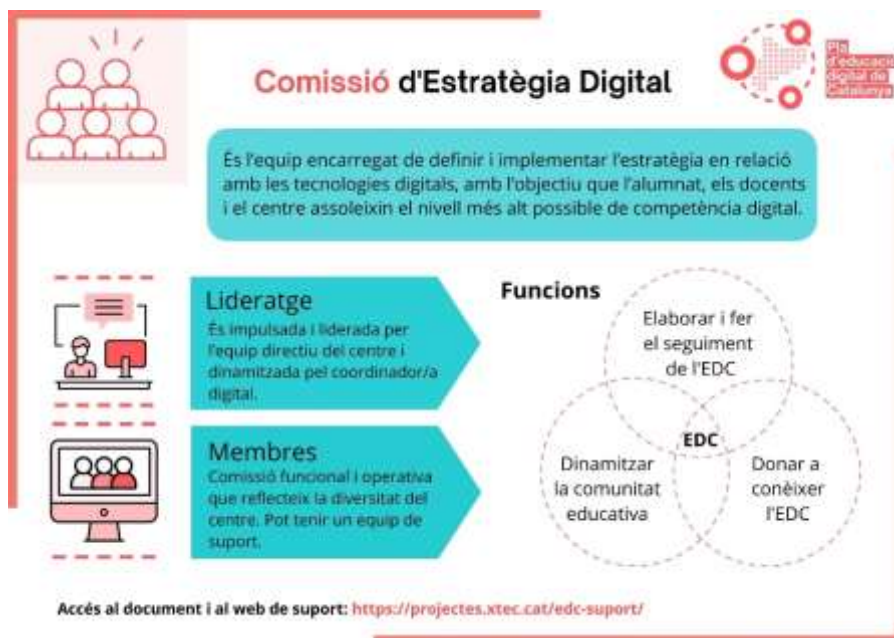 Comissió d'Estratègia Digital
Pla
d'educació
digital de
Catalunya
És l'equip encarregat de definir i implementar l'estratègia en relació
amb les tecnologies digitals, amb l'objectiu que l'alumnat, els docents
i el centre assoleixin el nivell més alt possible de competència digital.
Lideratge
És impulsada i liderada per
l'equip directiu del centre i
dinamitzada pel coordinador/a
digital.
Membres
Comissió funcional i operativa
que reflecteix la diversitat del
centre. Pot tenir un equip de
suport.
Funcions
Elaborar i fer
el seguiment
de l'EDC
EDC
Dinamitzar
la comunitat
educativa
Donar a
conèixer
l'EDC
Accés al document i al web de suport: https://projectes.xtec.cat/edc-suport/